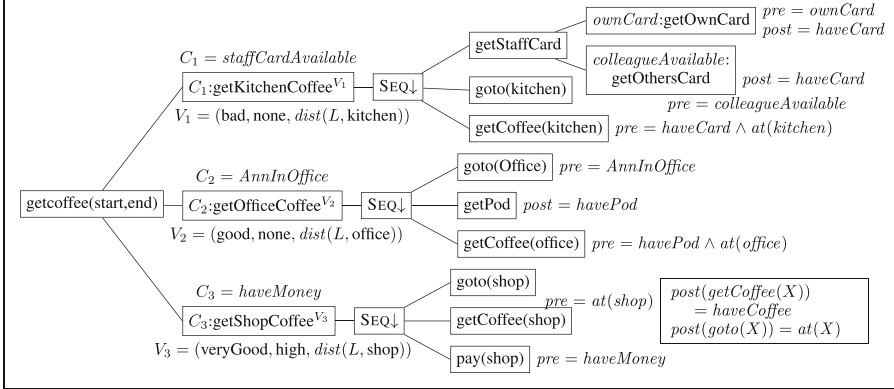 ownCard:getOwnCard pre = ownCard
post = haveCard
getStaffCard
C₁ = staffCardAvailable
colleagueAvailable:
getOthersCard post = haveCard
pre = colleagueAvailable
C₁:getKitchenCoffee^V₁ SEQ↓ goto(kitchen)
V₁ = (bad, none, dist(L, kitchen))
getCoffee(kitchen) pre = haveCard ∧ at(kitchen)
goto(Office) pre = AnnInOffice
C₂ = AnnInOffice
getcoffee(start,end) C₂:getOfficeCoffee^V₂ SEQ↓ getPod post = havePod
V₂ = (good, none, dist(L, office))
getCoffee(office) pre = havePod ∧ at(office)
goto(shop)
C₃ = haveMoney
pre = at(shop)
C₃:getShopCoffee^V₃ SEQ↓ getCoffee(shop)
V₃ = (veryGood, high, dist(L, shop))
pay(shop) pre = haveMoney
post(getCoffee(X))
= haveCoffee
post(goto(X)) = at(X)